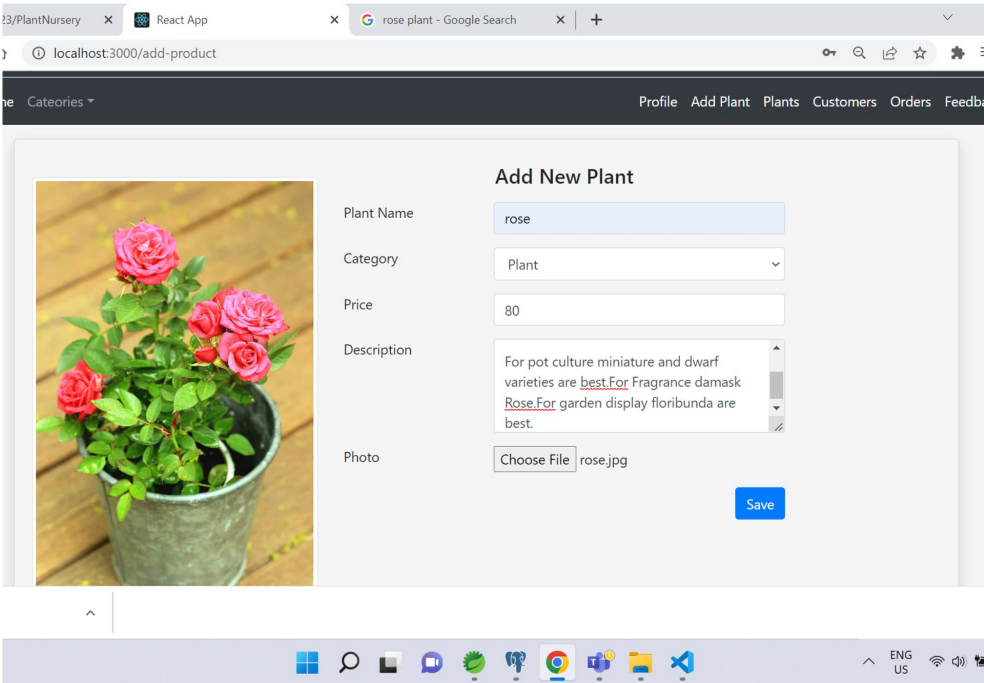 23/PlantNursery React App rose plant - Google Search
localhost:3000/add-product
Cateories Profile Add Plant Plants Customers Orders
Add New Plant
Plant Name rose
Category Plant
Price 80
Description
For pot culture miniature and dwarf
varieties are best.For Fragrance damask
Rose.For garden display floribunda are
best.
Photo Choose File rose.jpg
Save
ENG
US